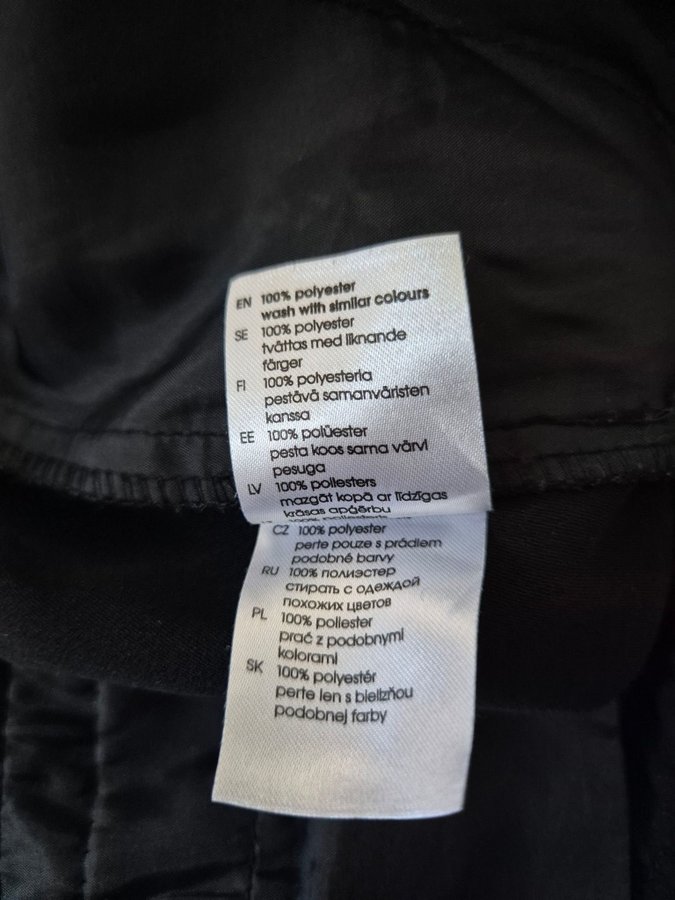 EN 100% polyester
wash with similar colours
SE 100% polyester
tvättas med liknande
färger
FI 100% polyesteria
pestävä samanväristen
kanssa
EE 100% polüester
pesta koos sama värvi
pesuga
LV 100% poliesters
mazgāt kopā ar līdzīgas
krāsas apģērbu
CZ 100% polyester
perte pouze s prádlem
podobné barvy
RU 100% полиэстер
стирать с одеждой
похожих цветов
PL 100% poliester
prać z podobnymi
kolorami
SK 100% polyestér
perte len s bielizňou
podobnej farby